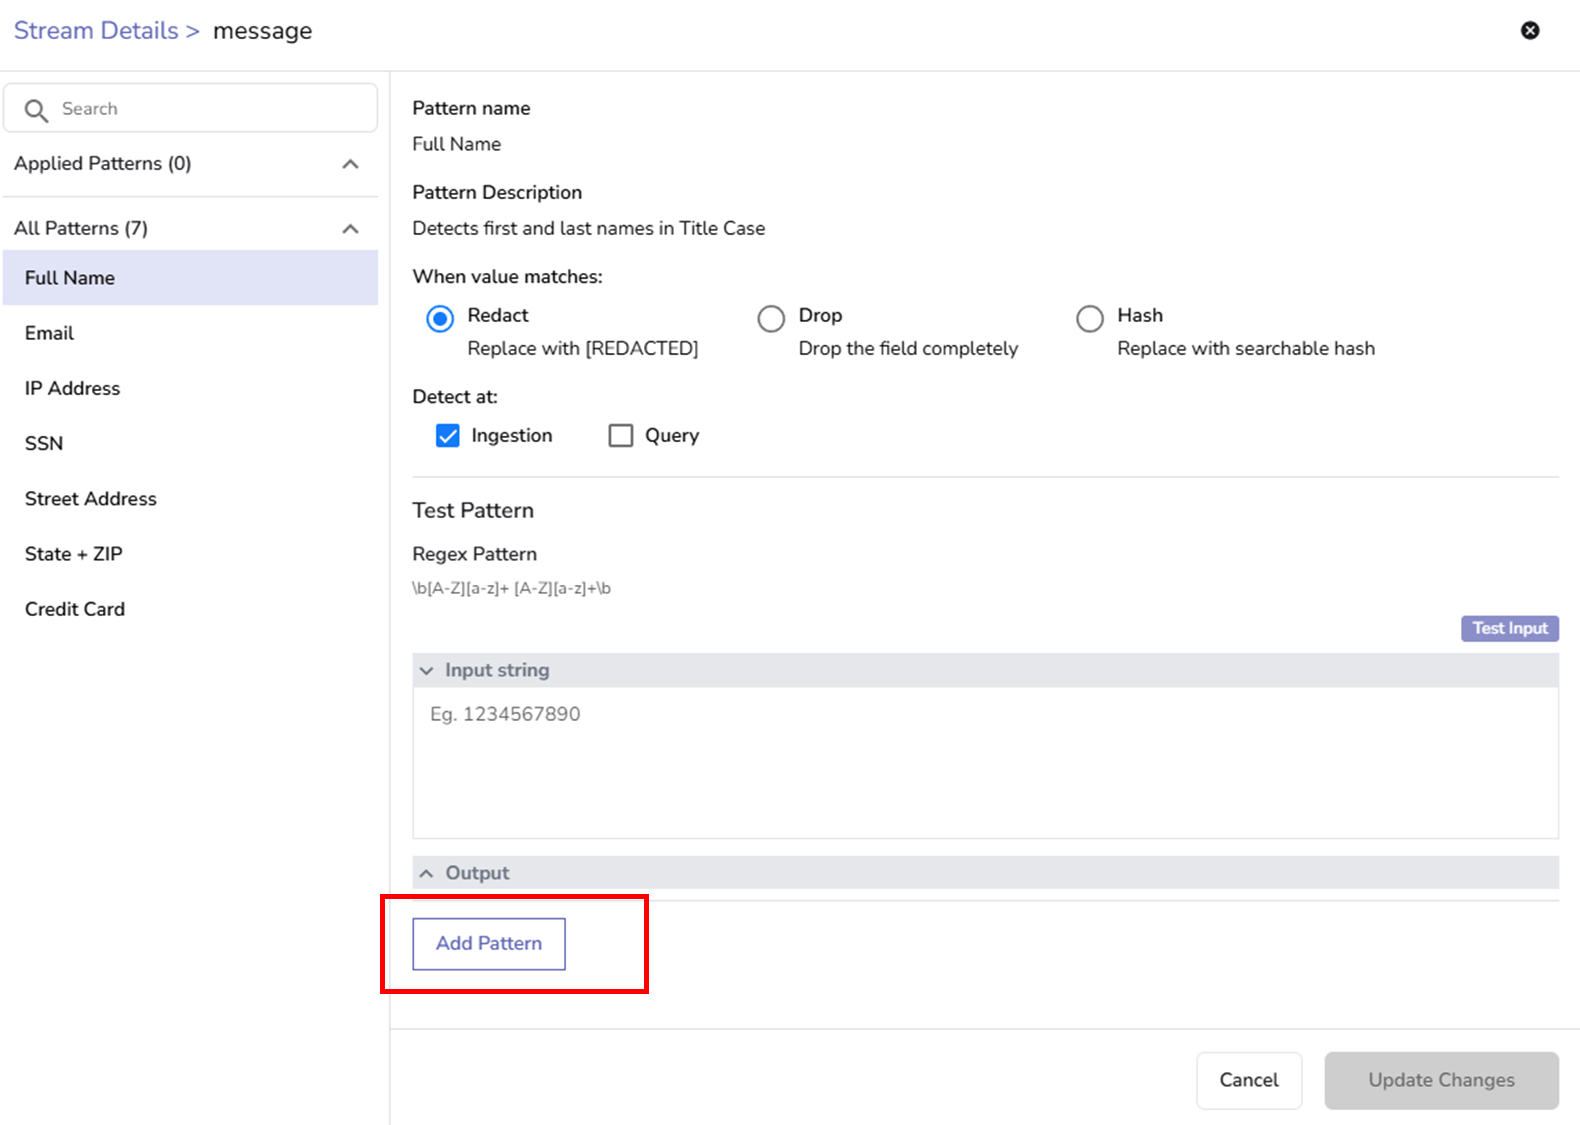 Stream Details > message
Search
Applied Patterns (0)
All Patterns (7)
Full Name
Email
IP Address
SSN
Street Address
State + ZIP
Credit Card
Pattern name
Full Name
Pattern Description
Detects first and last names in Title Case
When value matches:
Redact
Replace with [REDACTED]
Drop
Drop the field completely
Hash
Replace with searchable hash
Detect at:
Ingestion
Query
Test Pattern
Regex Pattern
\b[A-Z][a-z]+ [A-Z][a-z]+\b
Test Input
Input string
Eg. 1234567890
Output
Add Pattern
Cancel
Update Changes